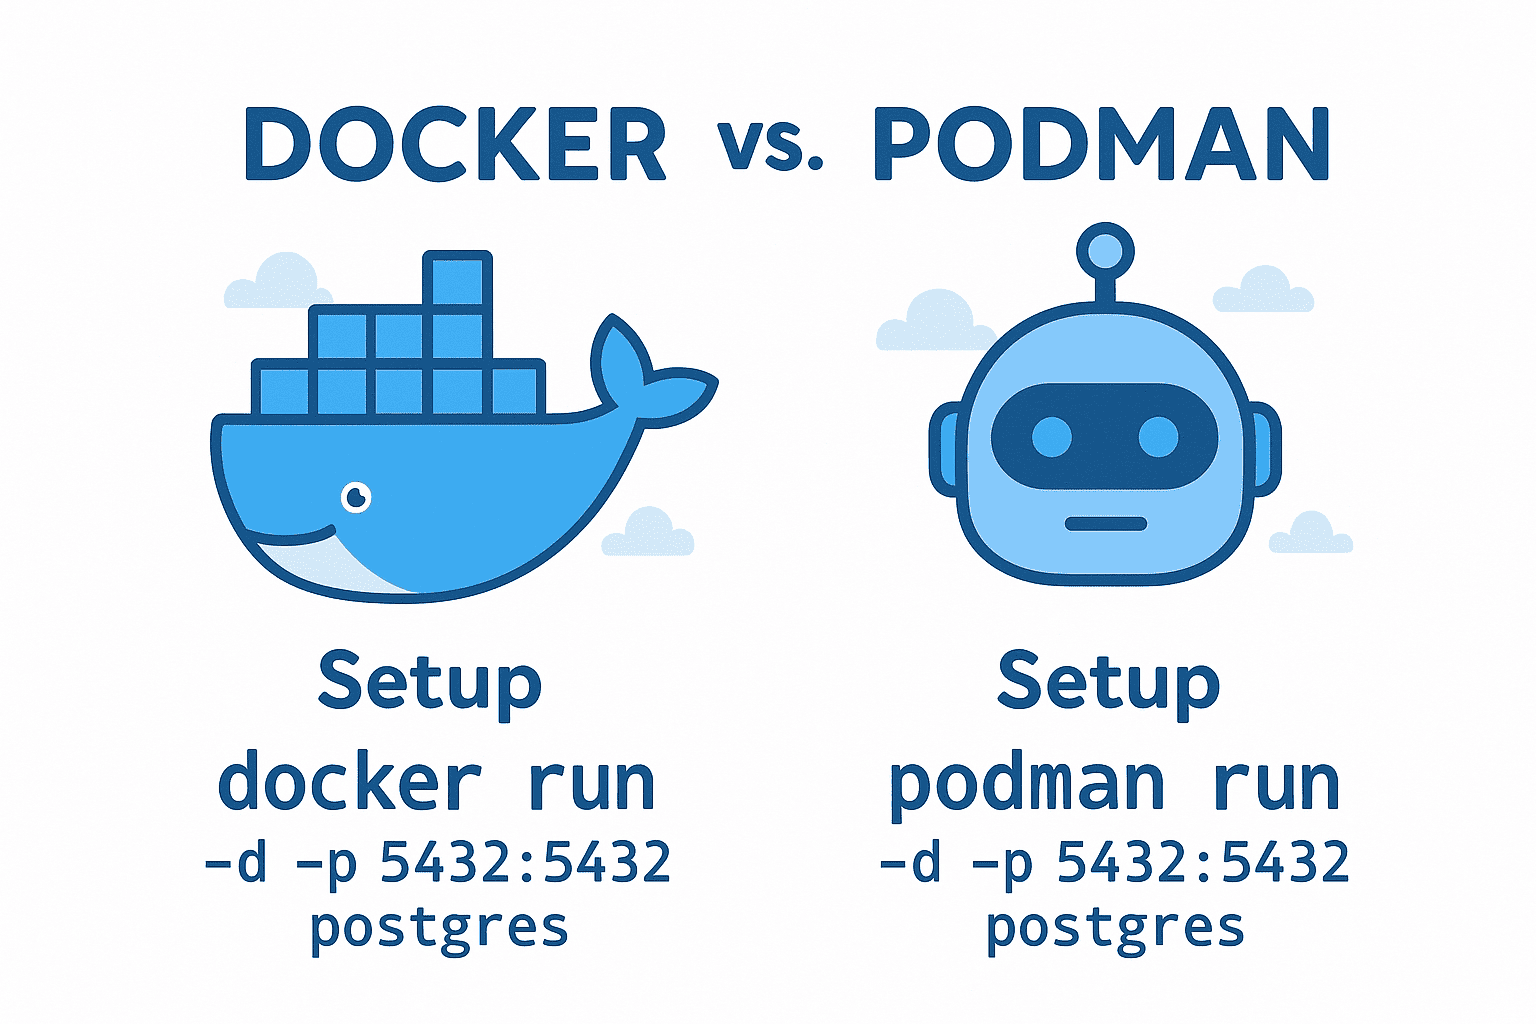 DOCKER vs. PODMAN
Setup
docker run
-d -p 5432:5432
postgres
Setup
podman run
-d -p 5432:5432
postgres